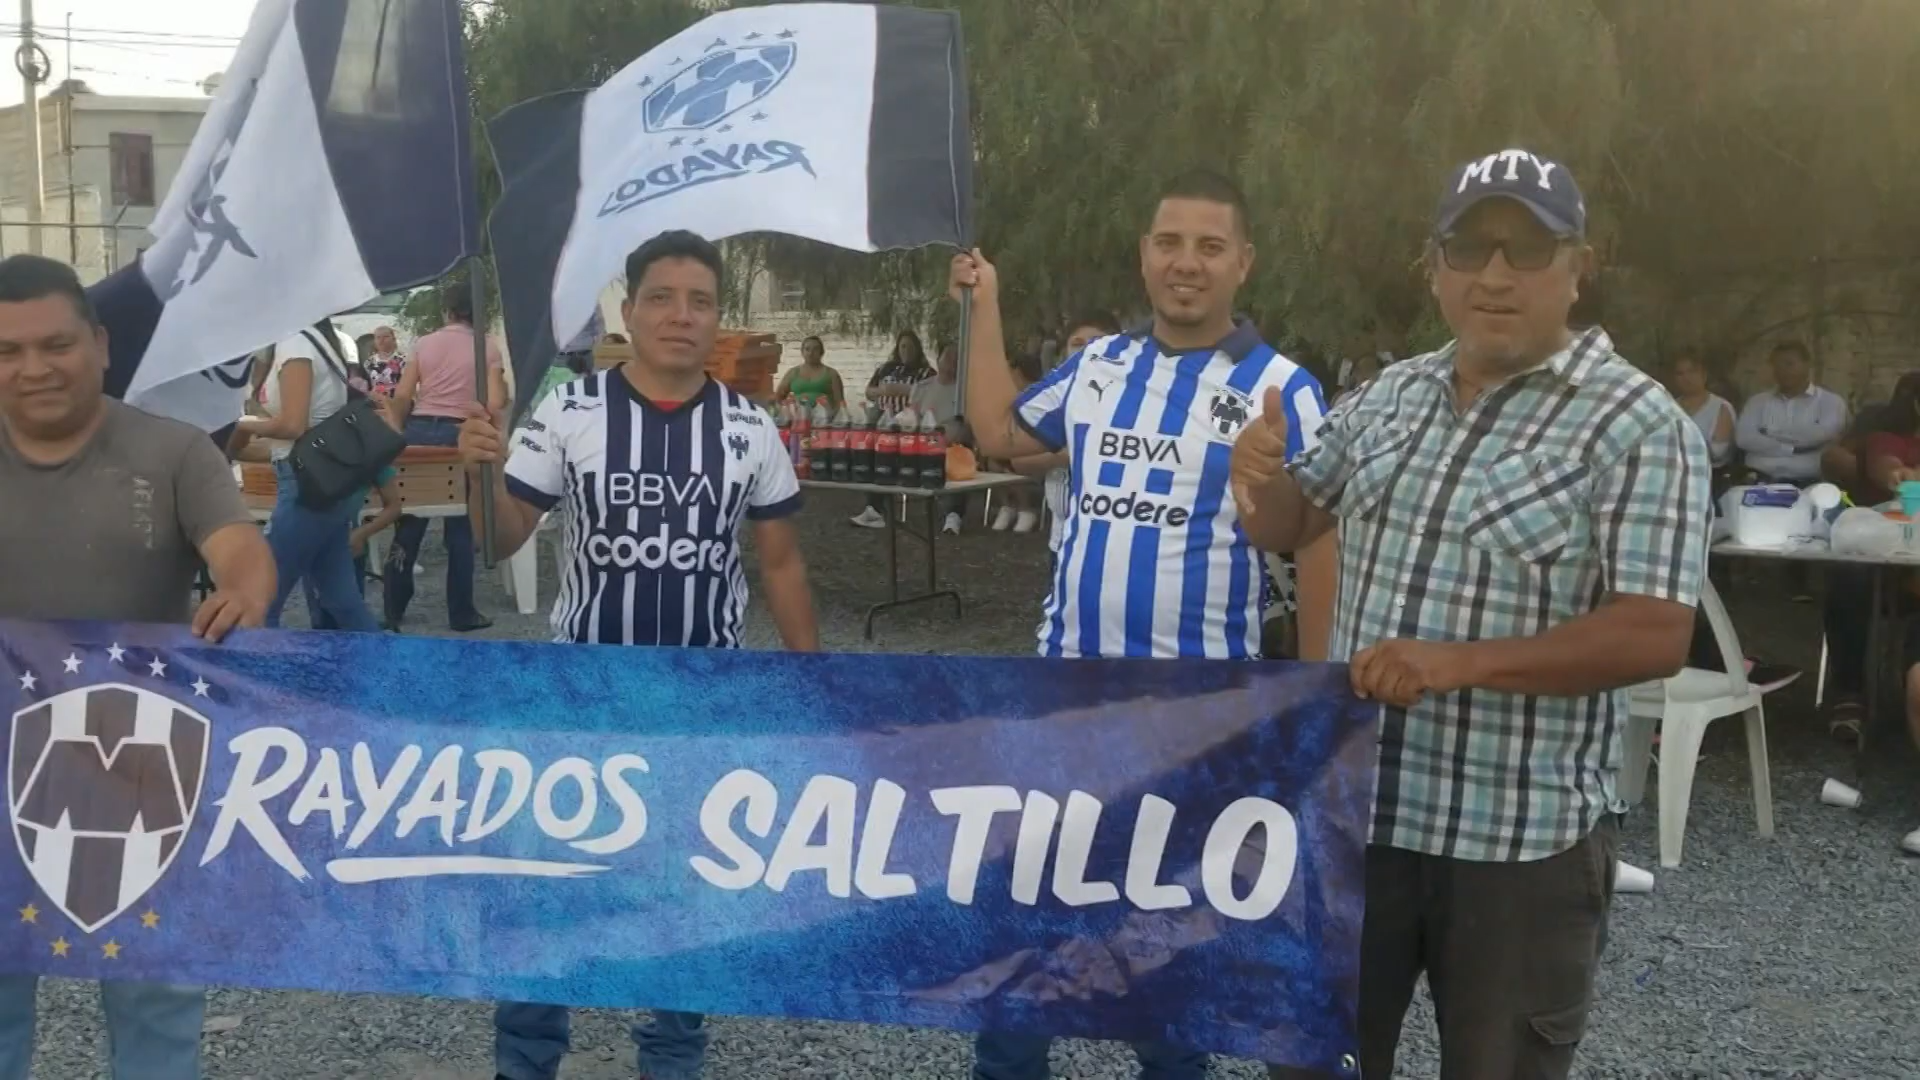 RAYADOS
MTY
BBVA
codere
BBVA
codere
RAYADOS SALTILLO